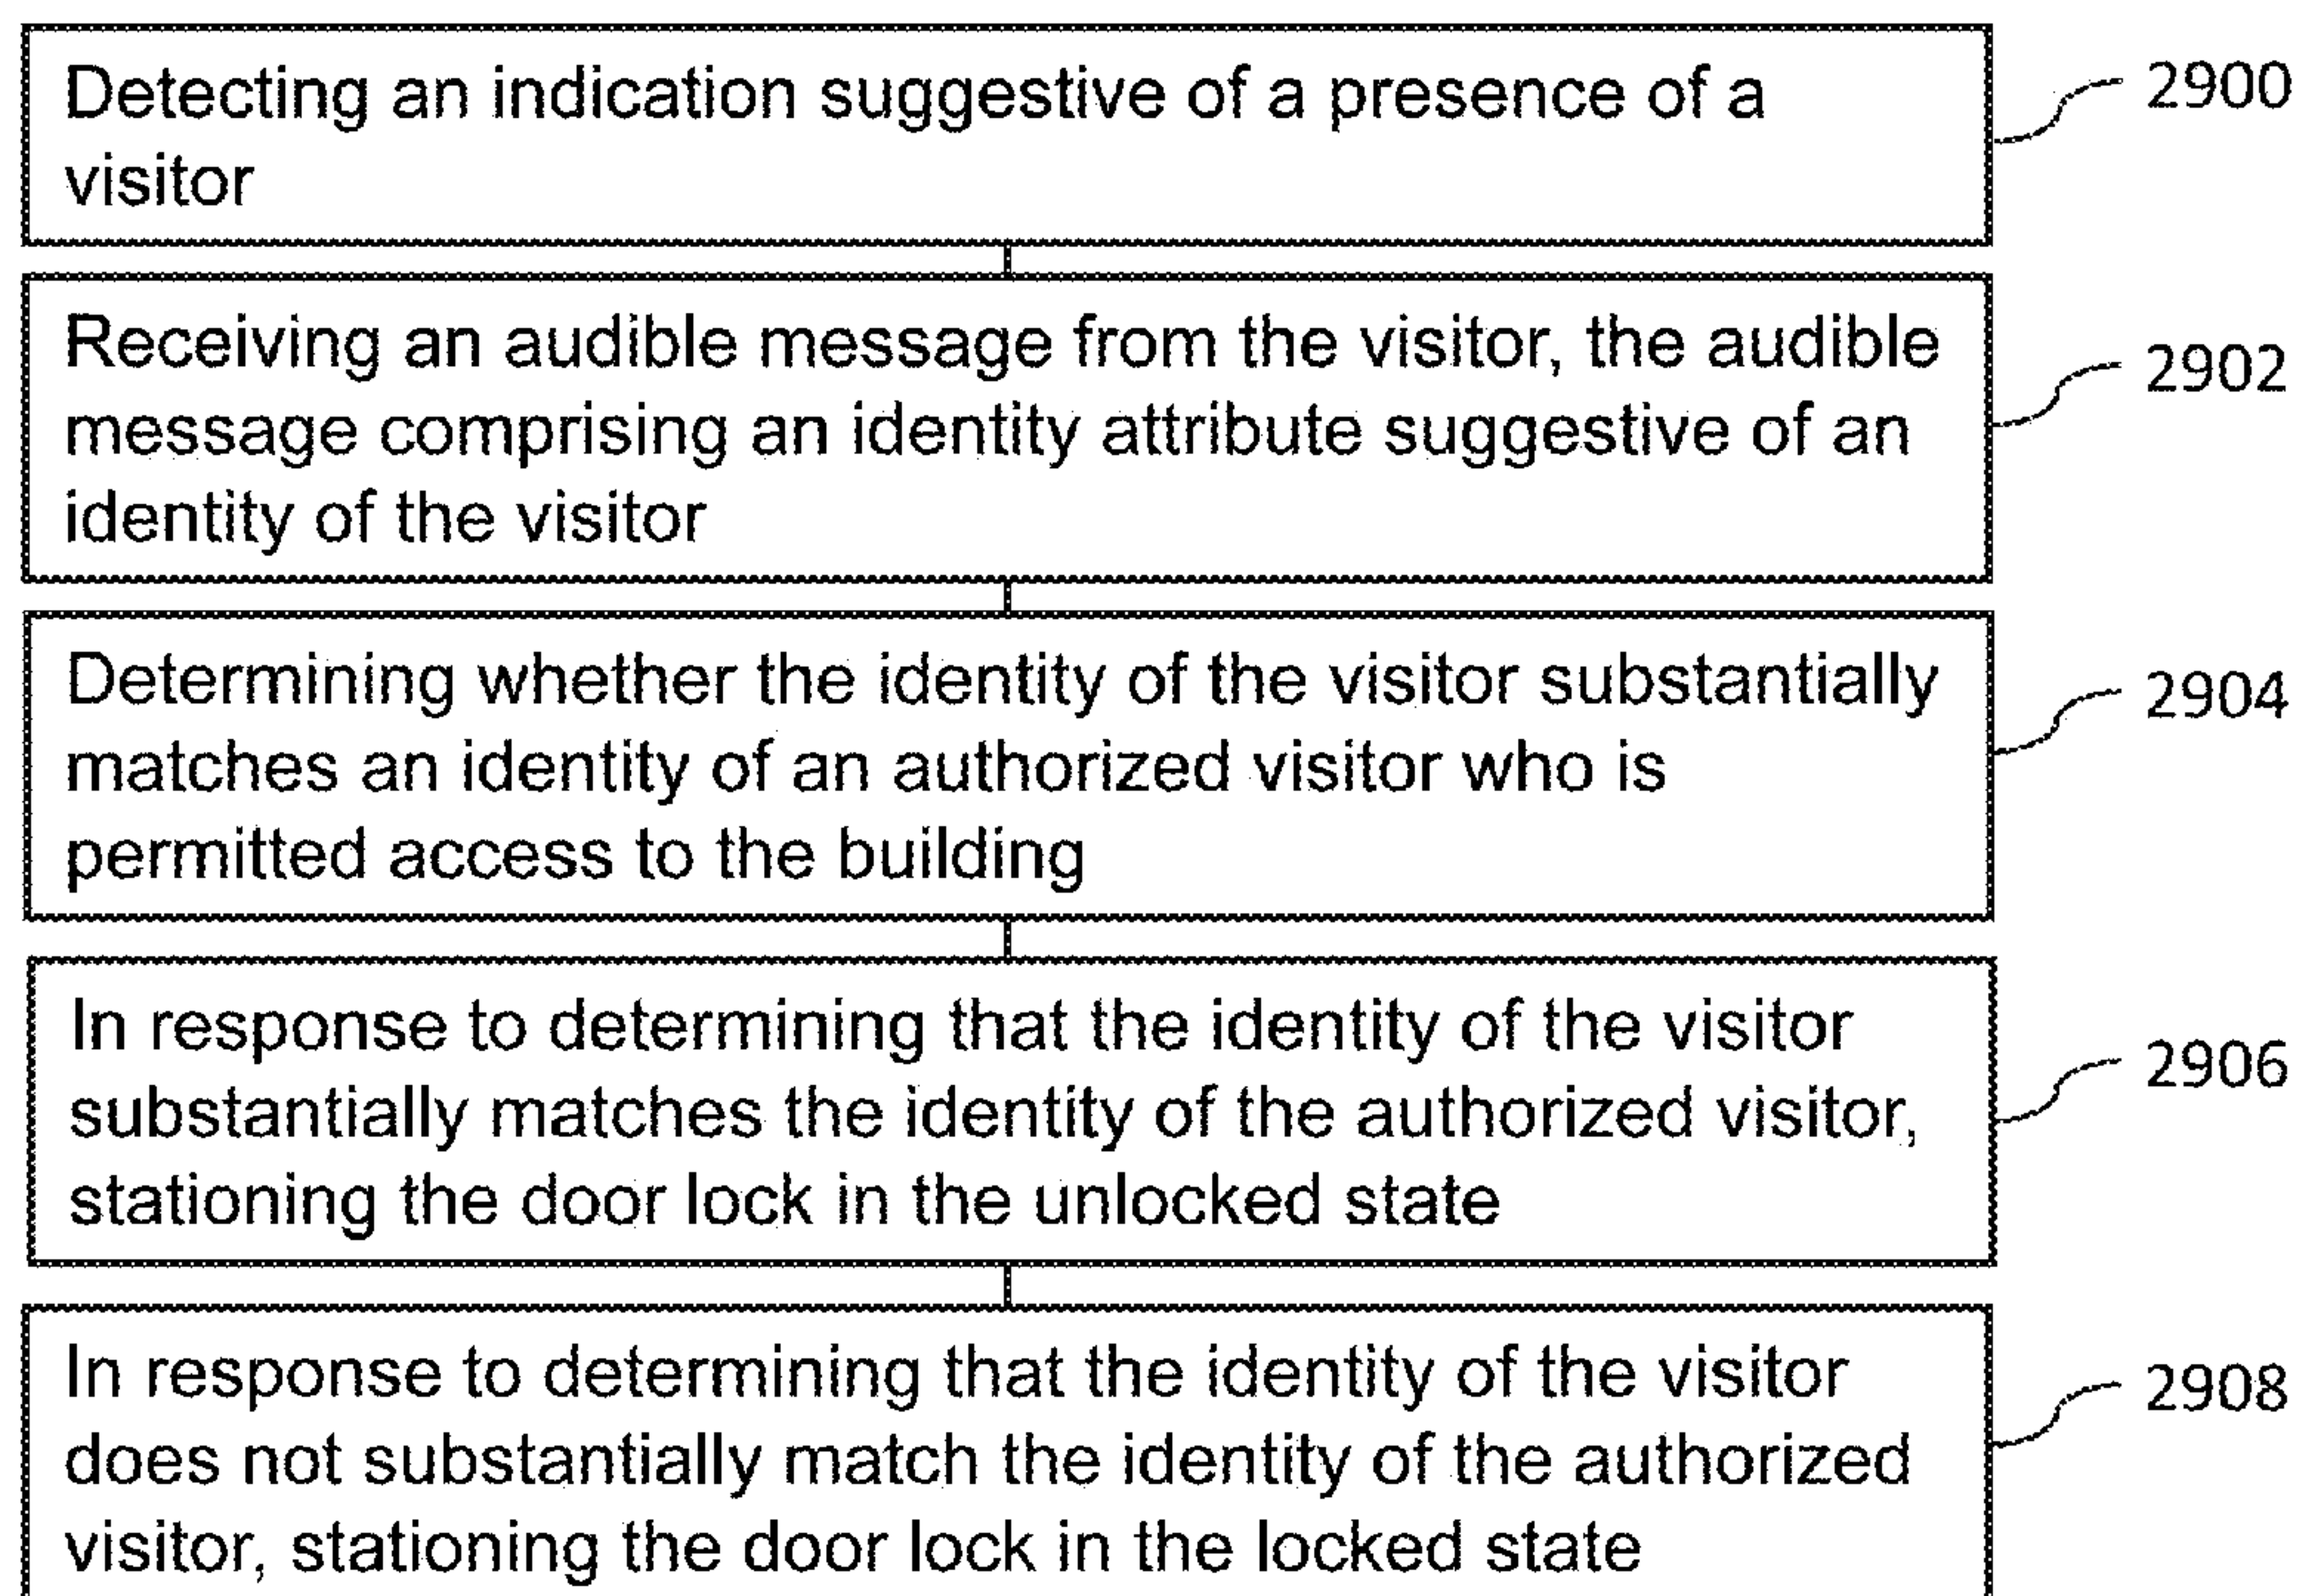 Detecting an indication suggestive of a presence of a
visitor
2900
Receiving an audible message from the visitor, the audible
message comprising an identity attribute suggestive of an
identity of the visitor
2902
Determining whether the identity of the visitor substantially
matches an identity of an authorized visitor who is
permitted access to the building
2904
In response to determining that the identity of the visitor
substantially matches the identity of the authorized visitor,
stationing the door lock in the unlocked state
2906
In response to determining that the identity of the visitor
does not substantially match the identity of the authorized
visitor, stationing the door lock in the locked state
2908